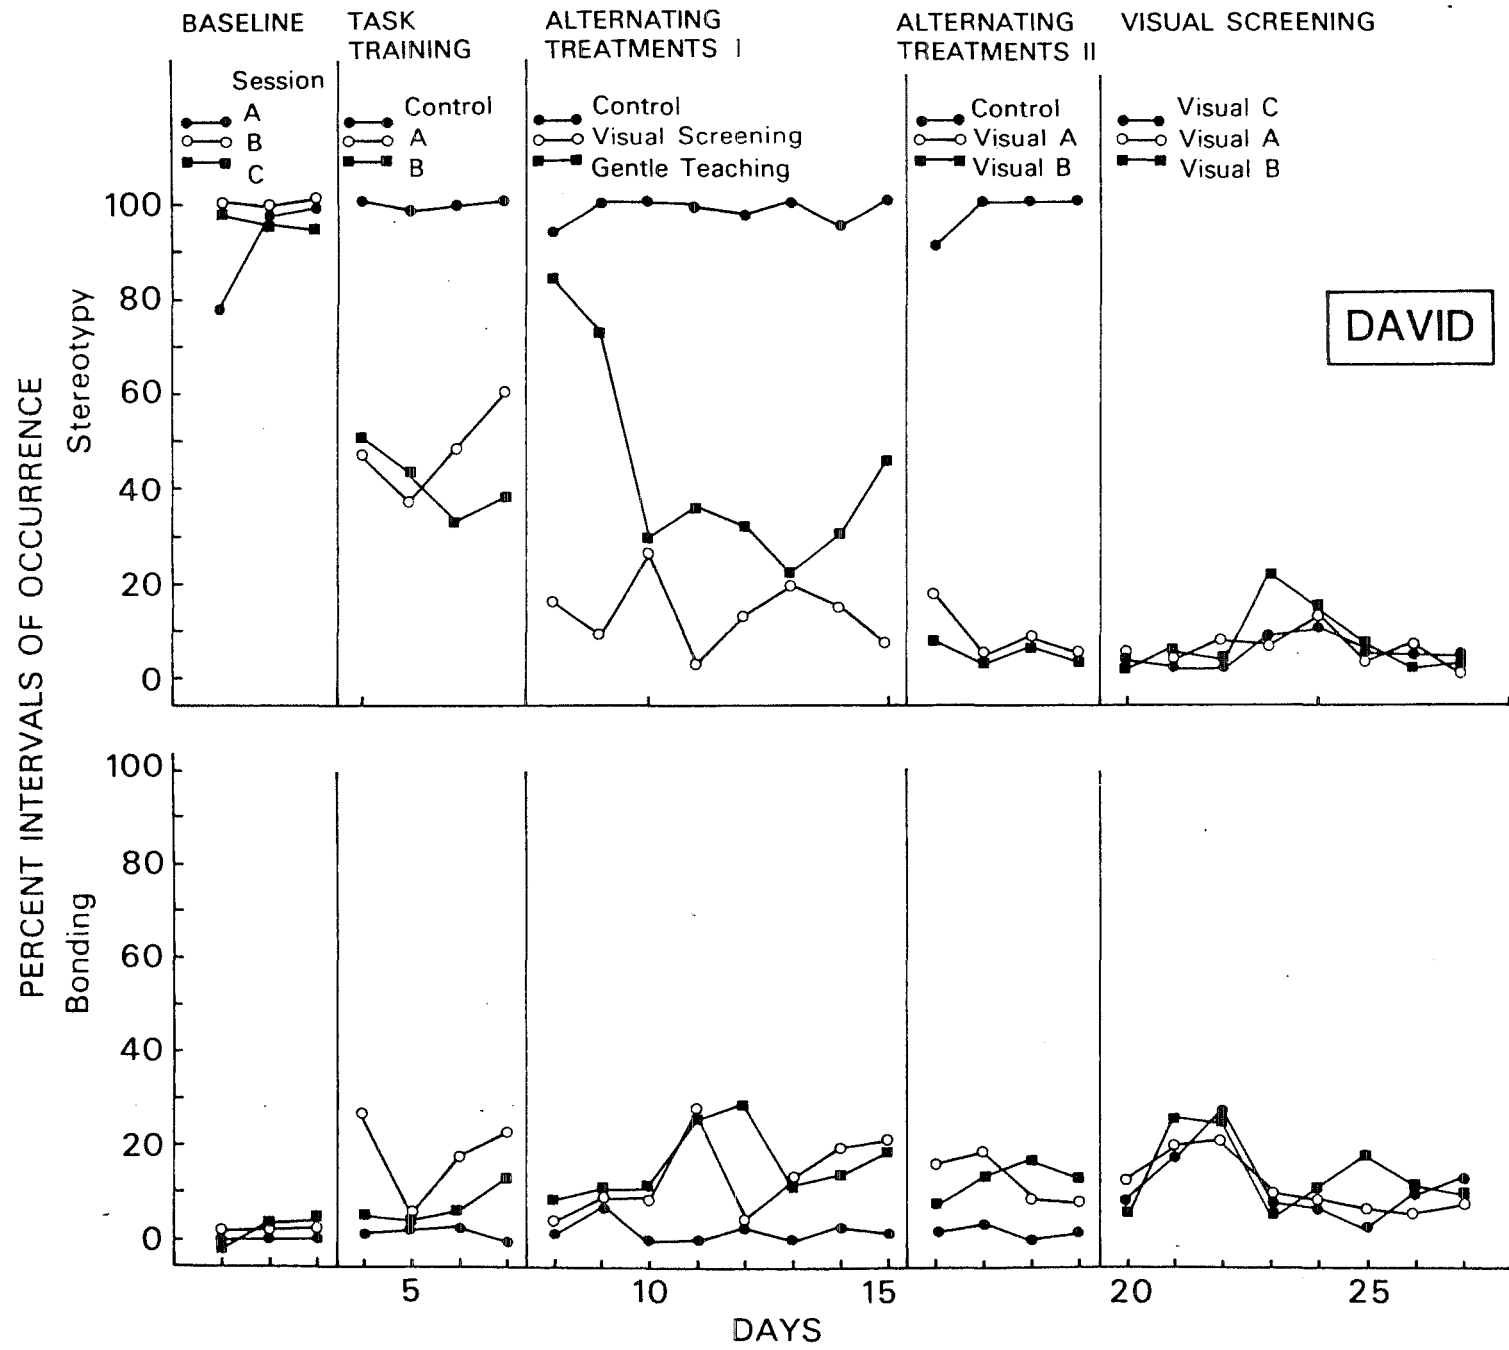 BASELINE
TASK
TRAINING
ALTERNATING
TREATMENTS I
ALTERNATING
TREATMENTS II
VISUAL SCREENING
Session
A
B
C
Control
A
B
Control
Visual Screening
Gentle Teaching
Control
Visual A
Visual B
Visual C
Visual A
Visual B
PERCENT INTERVALS OF OCCURRENCE
Stereotypy
100
80
60
40
20
0
DAVID
Bonding
100
80
60
40
20
0
5
10
15
20
25
DAYS